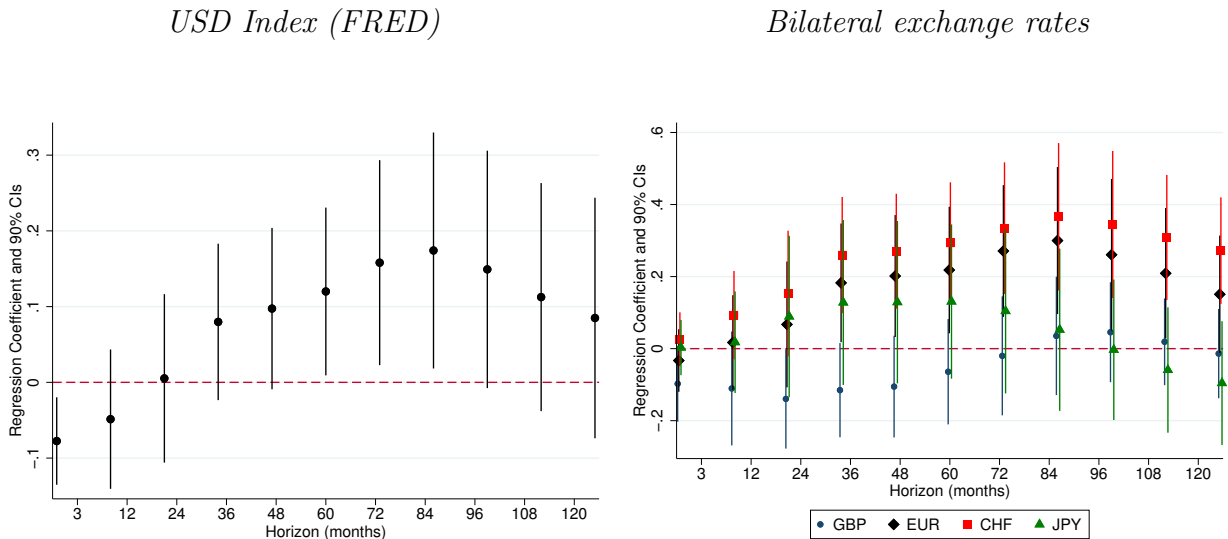 USD Index (FRED)
Bilateral exchange rates
Regression Coefficient and 90% CIs
.3
.2
.1
0
-.1
3 12 24 36 48 60 72 84 96 108 120
Horizon (months)
Regression Coefficient and 90% CIs
.6
.4
.2
0
-.2
3 12 24 36 48 60 72 84 96 108 120
Horizon (months)
GBP EUR CHF JPY